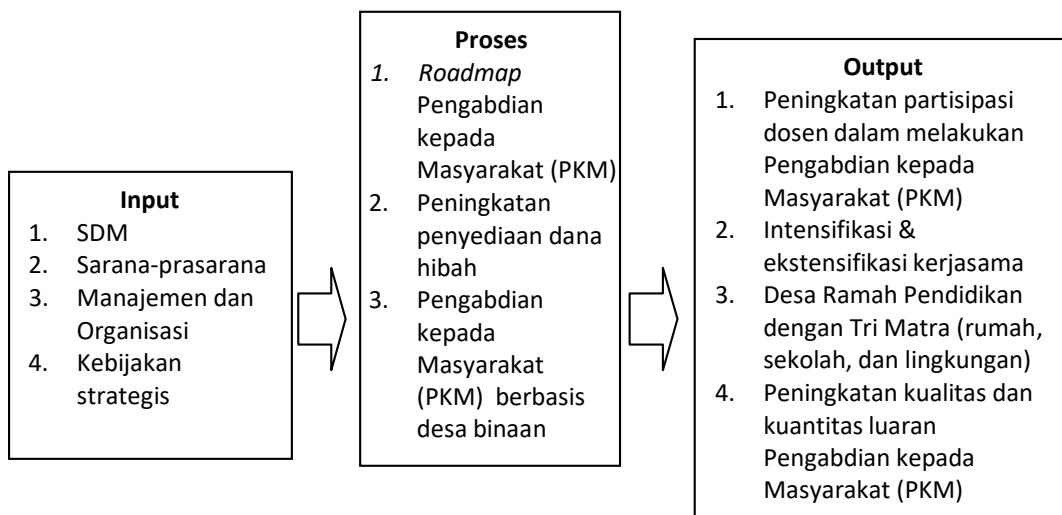 Input
1. SDM
2. Sarana-prasarana
3. Manajemen dan
Organisasi
4. Kebijakan
strategis
Proses
1. Roadmap
Pengabdian
kepada
Masyarakat (PKM)
2. Peningkatan
penyediaan dana
hibah
3. Pengabdian
kepada
Masyarakat
(PKM) berbasis
desa binaan
Output
1. Peningkatan partisipasi
dosen dalam melakukan
Pengabdian kepada
Masyarakat (PKM)
2. Intensifikasi &
ekstensifikasi kerjasama
3. Desa Ramah Pendidikan
dengan Tri Matra (rumah,
sekolah, dan lingkungan)
4. Peningkatan kualitas dan
kuantitas luaran
Pengabdian kepada
Masyarakat (PKM)